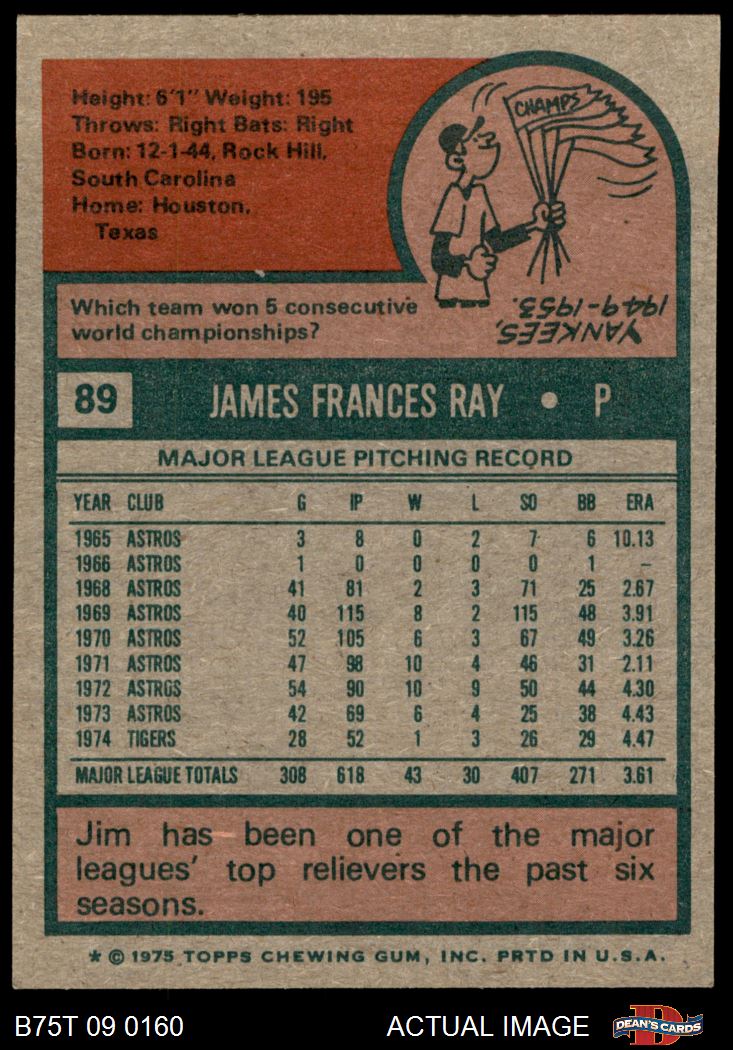 Height: 6'1" Weight: 195
Throws: Right Bats: Right
Born: 12-1-44, Rock Hill,
South Carolina
Home: Houston,
Texas
CHAMPS
Which team won 5 consecutive
world championships?
YANKEES,
1949-1953.
89 JAMES FRANCES RAY • P
MAJOR LEAGUE PITCHING RECORD
YEAR CLUB G IP W L SO BB ERA
1965 ASTROS 3 8 0 2 7 6 10.13
1966 ASTROS 1 0 0 0 0 1 –
1968 ASTROS 41 81 2 3 71 25 2.67
1969 ASTROS 40 115 8 2 115 48 3.91
1970 ASTROS 52 105 6 3 67 49 3.26
1971 ASTROS 47 98 10 4 46 31 2.11
1972 ASTROS 54 90 10 9 50 44 4.30
1973 ASTROS 42 69 6 4 25 38 4.43
1974 TIGERS 28 52 1 3 26 29 4.47
MAJOR LEAGUE TOTALS 308 618 43 30 407 271 3.61
Jim has been one of the major
leagues' top relievers the past six
seasons.
* © 1975 TOPPS CHEWING GUM, INC. PRTD IN U.S.A.
B75T 09 0160 ACTUAL IMAGE D DEAN'S CARDS